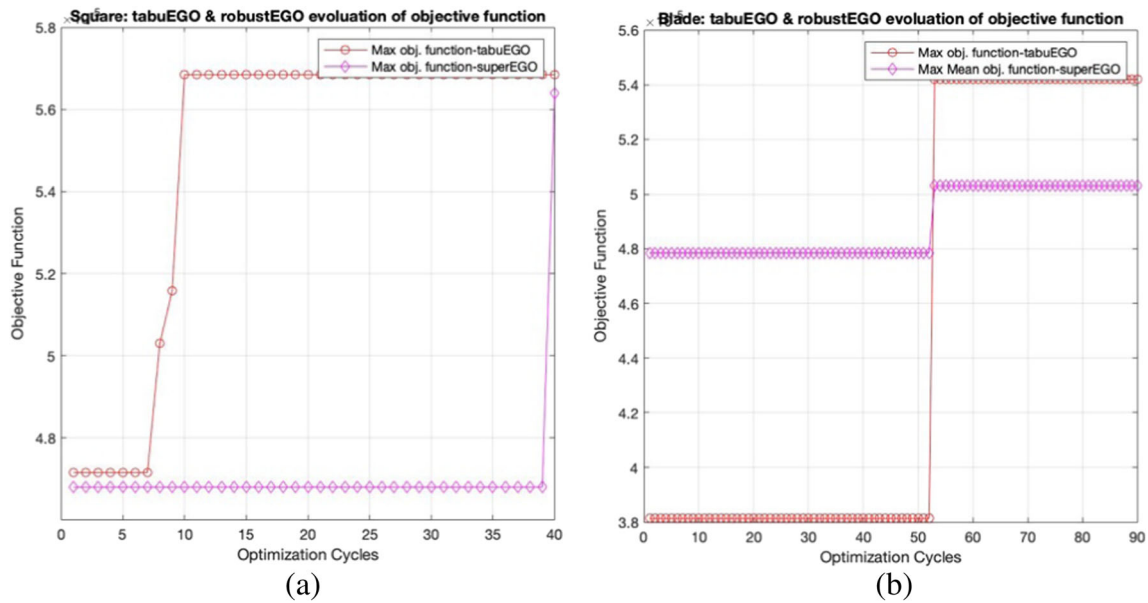 Square: tabuEGO & robustEGO evoluation of objective function
5.8
Max obj. function-tabuEGO
Max obj. function-superEGO
5.6
5.4
5.2
5
4.8
Objective Function
0 5 10 15 20 25 30 35 40
Optimization Cycles
(a)
Blade: tabuEGO & robustEGO evoluation of objective function
5.6
Max obj. function-tabuEGO
Max Mean obj. function-superEGO
5.4
5.2
5
4.8
4.6
4.4
4.2
4
3.8
Objective Function
0 10 20 30 40 50 60 70 80 90
Optimization Cycles
(b)